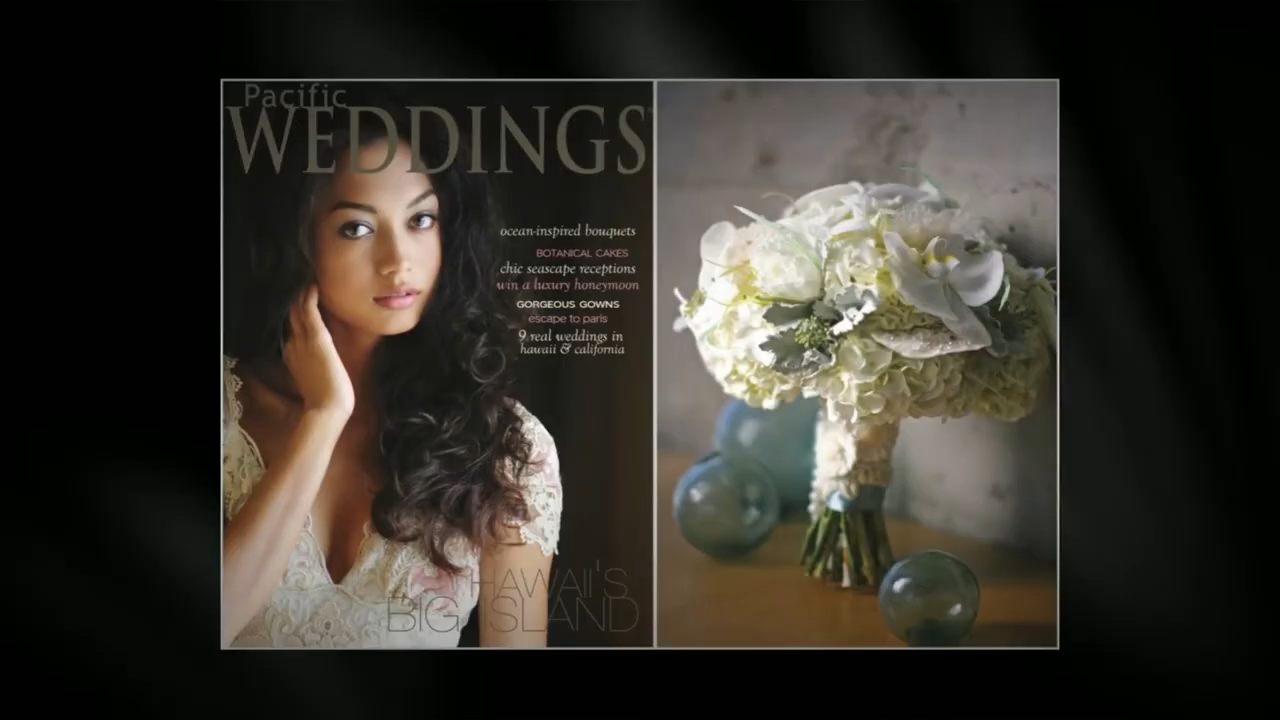 Pacific
WEDDINGS
ocean-inspired bouquets
BOTANICAL CAKES
chic seascape receptions
win a luxury honeymoon
GORGEOUS GOWNS
escape to paris
9 real weddings in
hawaii & california
HAWAII'S
BIG ISLAND